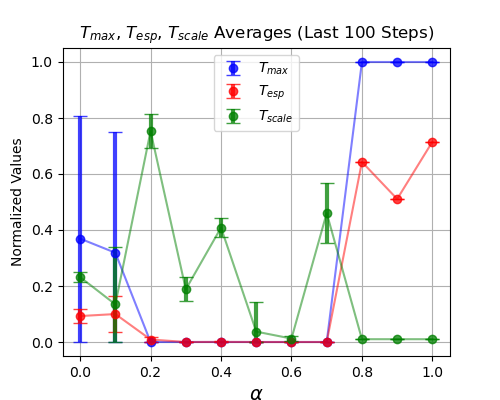 T_max, T_esp, T_scale Averages (Last 100 Steps)
T_max
T_esp
T_scale
Normalized Values
1.0
0.8
0.6
0.4
0.2
0.0
0.0 0.2 0.4 0.6 0.8 1.0
α